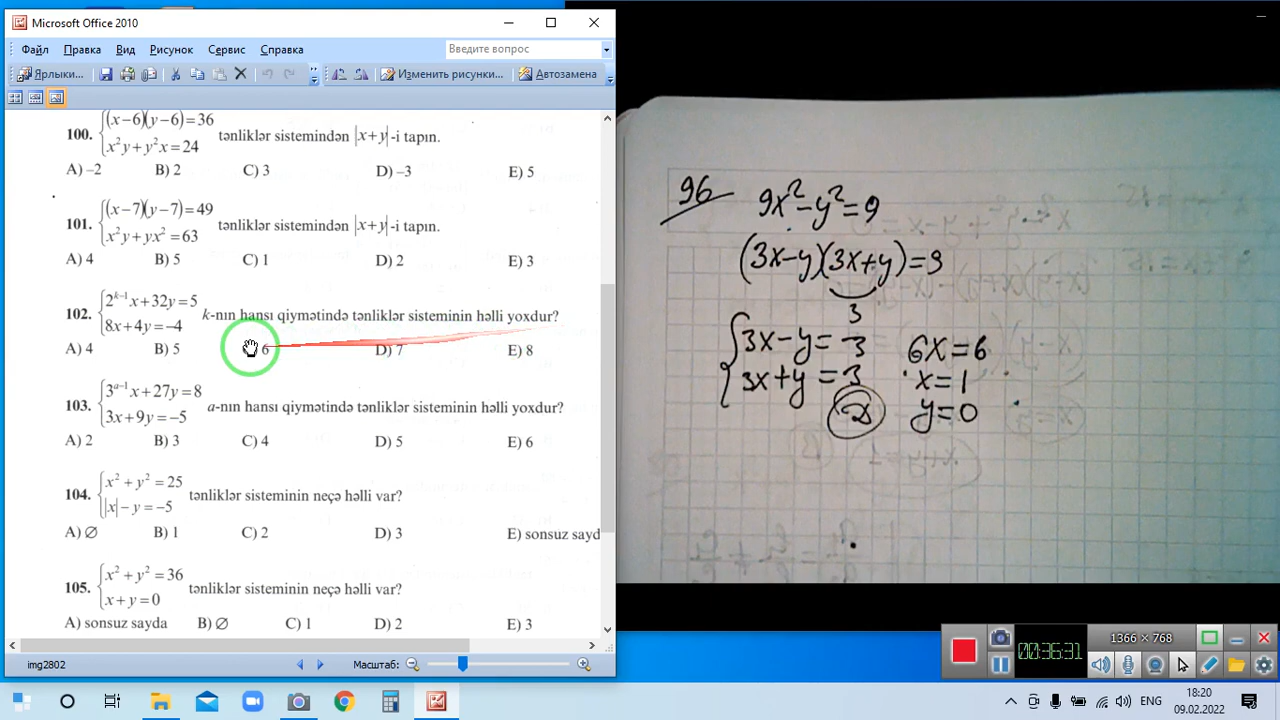 Microsoft Office 2010
Файл Правка Вид Рисунок Сервис Справка
Введите вопрос
Ярлыки... Изменить рисунки... Автозамена
100. {(x−6)(y−6)=36
x²y+y²x=24 tənliklər sistemindən |x+y|-i tapın.
A) –2 B) 2 C) 3 D) –3 E) 5
101. {(x−7)(y−7)=49
x²y+yx²=63 tənliklər sistemindən |x+y|-i tapın.
A) 4 B) 5 C) 1 D) 2 E) 3
102. {2^{k−1}x+32y=5
8x+4y=−4 k-nın hansı qiymətində tənliklər sisteminin həlli yoxdur?
A) 4 B) 5 6 D) 7 E) 8
103. {3^{a−1}x+27y=8
3x+9y=−5 a-nın hansı qiymətində tənliklər sisteminin həlli yoxdur?
A) 2 B) 3 C) 4 D) 5 E) 6
104. {x²+y²=25
|x|−y=−5 tənliklər sisteminin neçə həlli var?
A) ∅ B) 1 C) 2 D) 3 E) sonsuz sayd
105. {x²+y²=36
x+y=0 tənliklər sisteminin neçə həlli var?
A) sonsuz sayda B) ∅ C) 1 D) 2 E) 3
img2802 Масштаб:
96 9x²−y²=9
(3x−y)(3x+y)=9
3
{3x−y=3 6x=6
3x+y=3 x=1
y=0
1366 × 768
00:36:31
ENG
18:20
09.02.2022